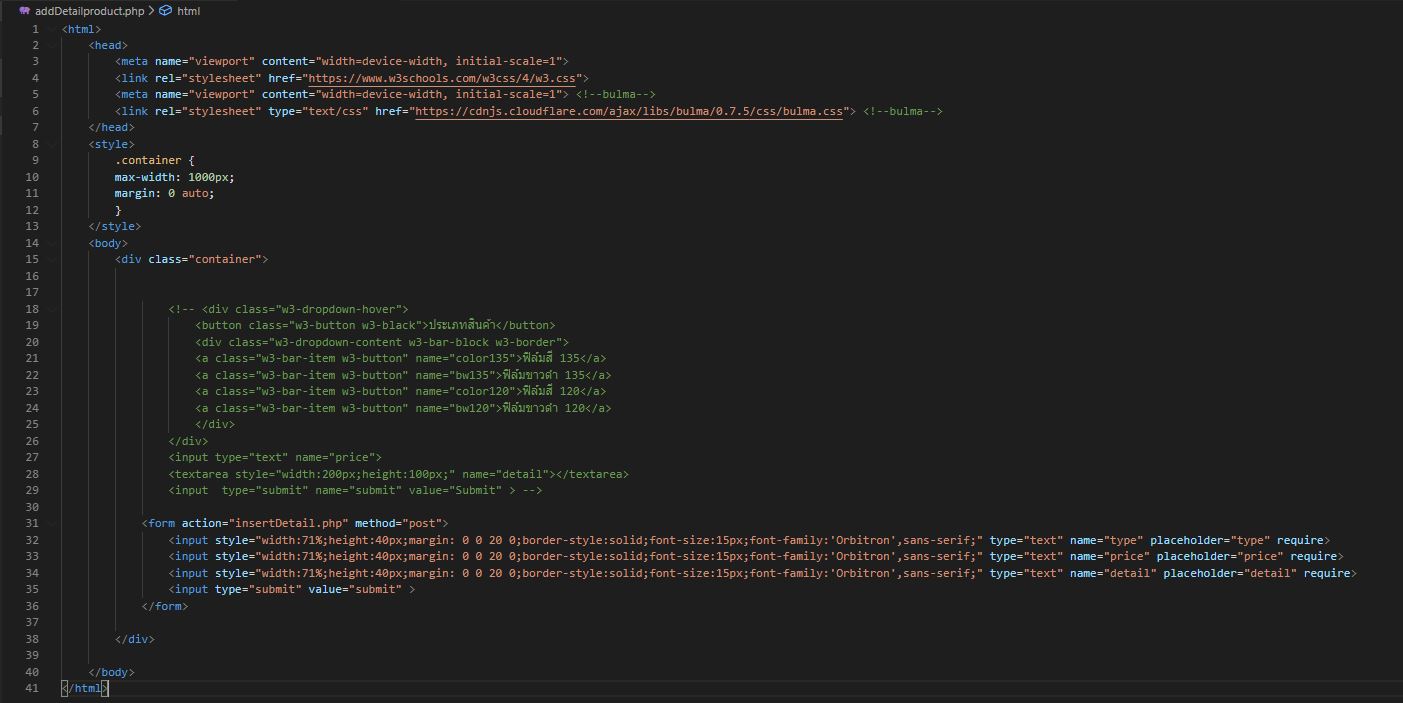 addDetailproduct.php > html
1 <html>
2 <head>
3 <meta name="viewport" content="width=device-width, initial-scale=1">
4 <link rel="stylesheet" href="https://www.w3schools.com/w3css/4/w3.css">
5 <meta name="viewport" content="width=device-width, initial-scale=1"> <!--bulma-->
6 <link rel="stylesheet" type="text/css" href="https://cdnjs.cloudflare.com/ajax/libs/bulma/0.7.5/css/bulma.css"> <!--bulma-->
7 </head>
8 <style>
9 .container {
10 max-width: 1000px;
11 margin: 0 auto;
12 }
13 </style>
14 <body>
15 <div class="container">
16
17
18 <!-- <div class="w3-dropdown-hover">
19 <button class="w3-button w3-black">ประเภทสินค้า</button>
20 <div class="w3-dropdown-content w3-bar-block w3-border">
21 <a class="w3-bar-item w3-button" name="color135">ฟิล์มสี 135</a>
22 <a class="w3-bar-item w3-button" name="bw135">ฟิล์มขาวดำ 135</a>
23 <a class="w3-bar-item w3-button" name="color120">ฟิล์มสี 120</a>
24 <a class="w3-bar-item w3-button" name="bw120">ฟิล์มขาวดำ 120</a>
25 </div>
26 </div>
27 <input type="text" name="price">
28 <textarea style="width:200px;height:100px;" name="detail"></textarea>
29 <input  type="submit" name="submit" value="Submit" > -->
30
31 <form action="insertDetail.php" method="post">
32 <input style="width:71%;height:40px;margin: 0 0 20 0;border-style:solid;font-size:15px;font-family:'Orbitron',sans-serif;" type="text" name="type" placeholder="type" require>
33 <input style="width:71%;height:40px;margin: 0 0 20 0;border-style:solid;font-size:15px;font-family:'Orbitron',sans-serif;" type="text" name="price" placeholder="price" require>
34 <input style="width:71%;height:40px;margin: 0 0 20 0;border-style:solid;font-size:15px;font-family:'Orbitron',sans-serif;" type="text" name="detail" placeholder="detail" require>
35 <input type="submit" value="submit" >
36 </form>
37
38 </div>
39
40 </body>
41 </html>